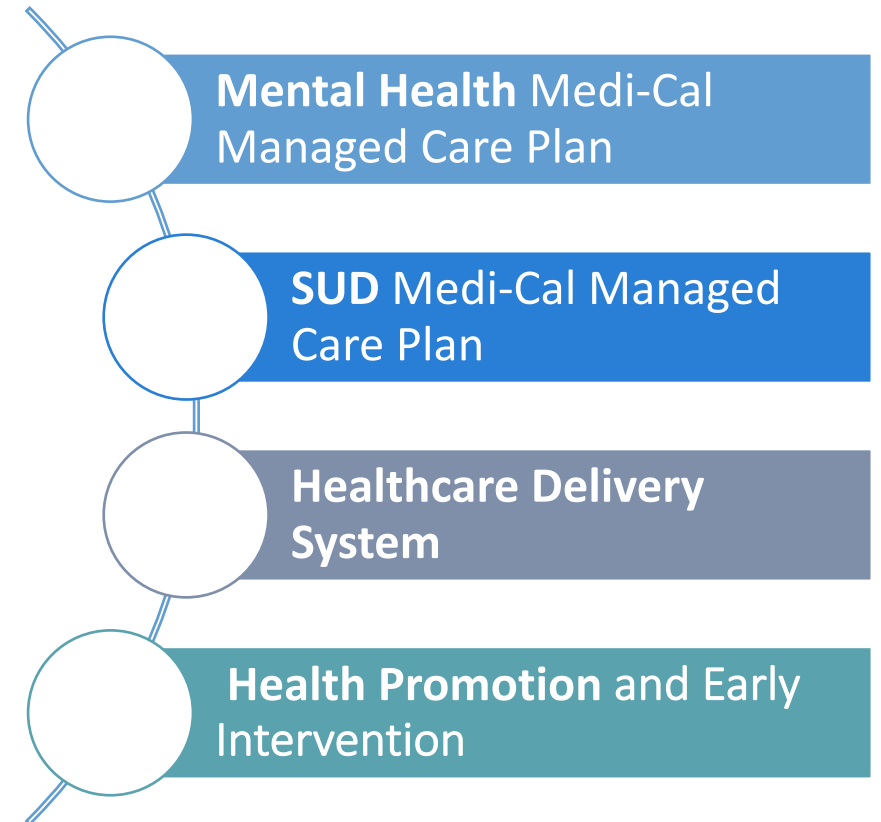 Mental Health Medi-Cal
Managed Care Plan
SUD Medi-Cal Managed
Care Plan
Healthcare Delivery
System
Health Promotion and Early
Intervention